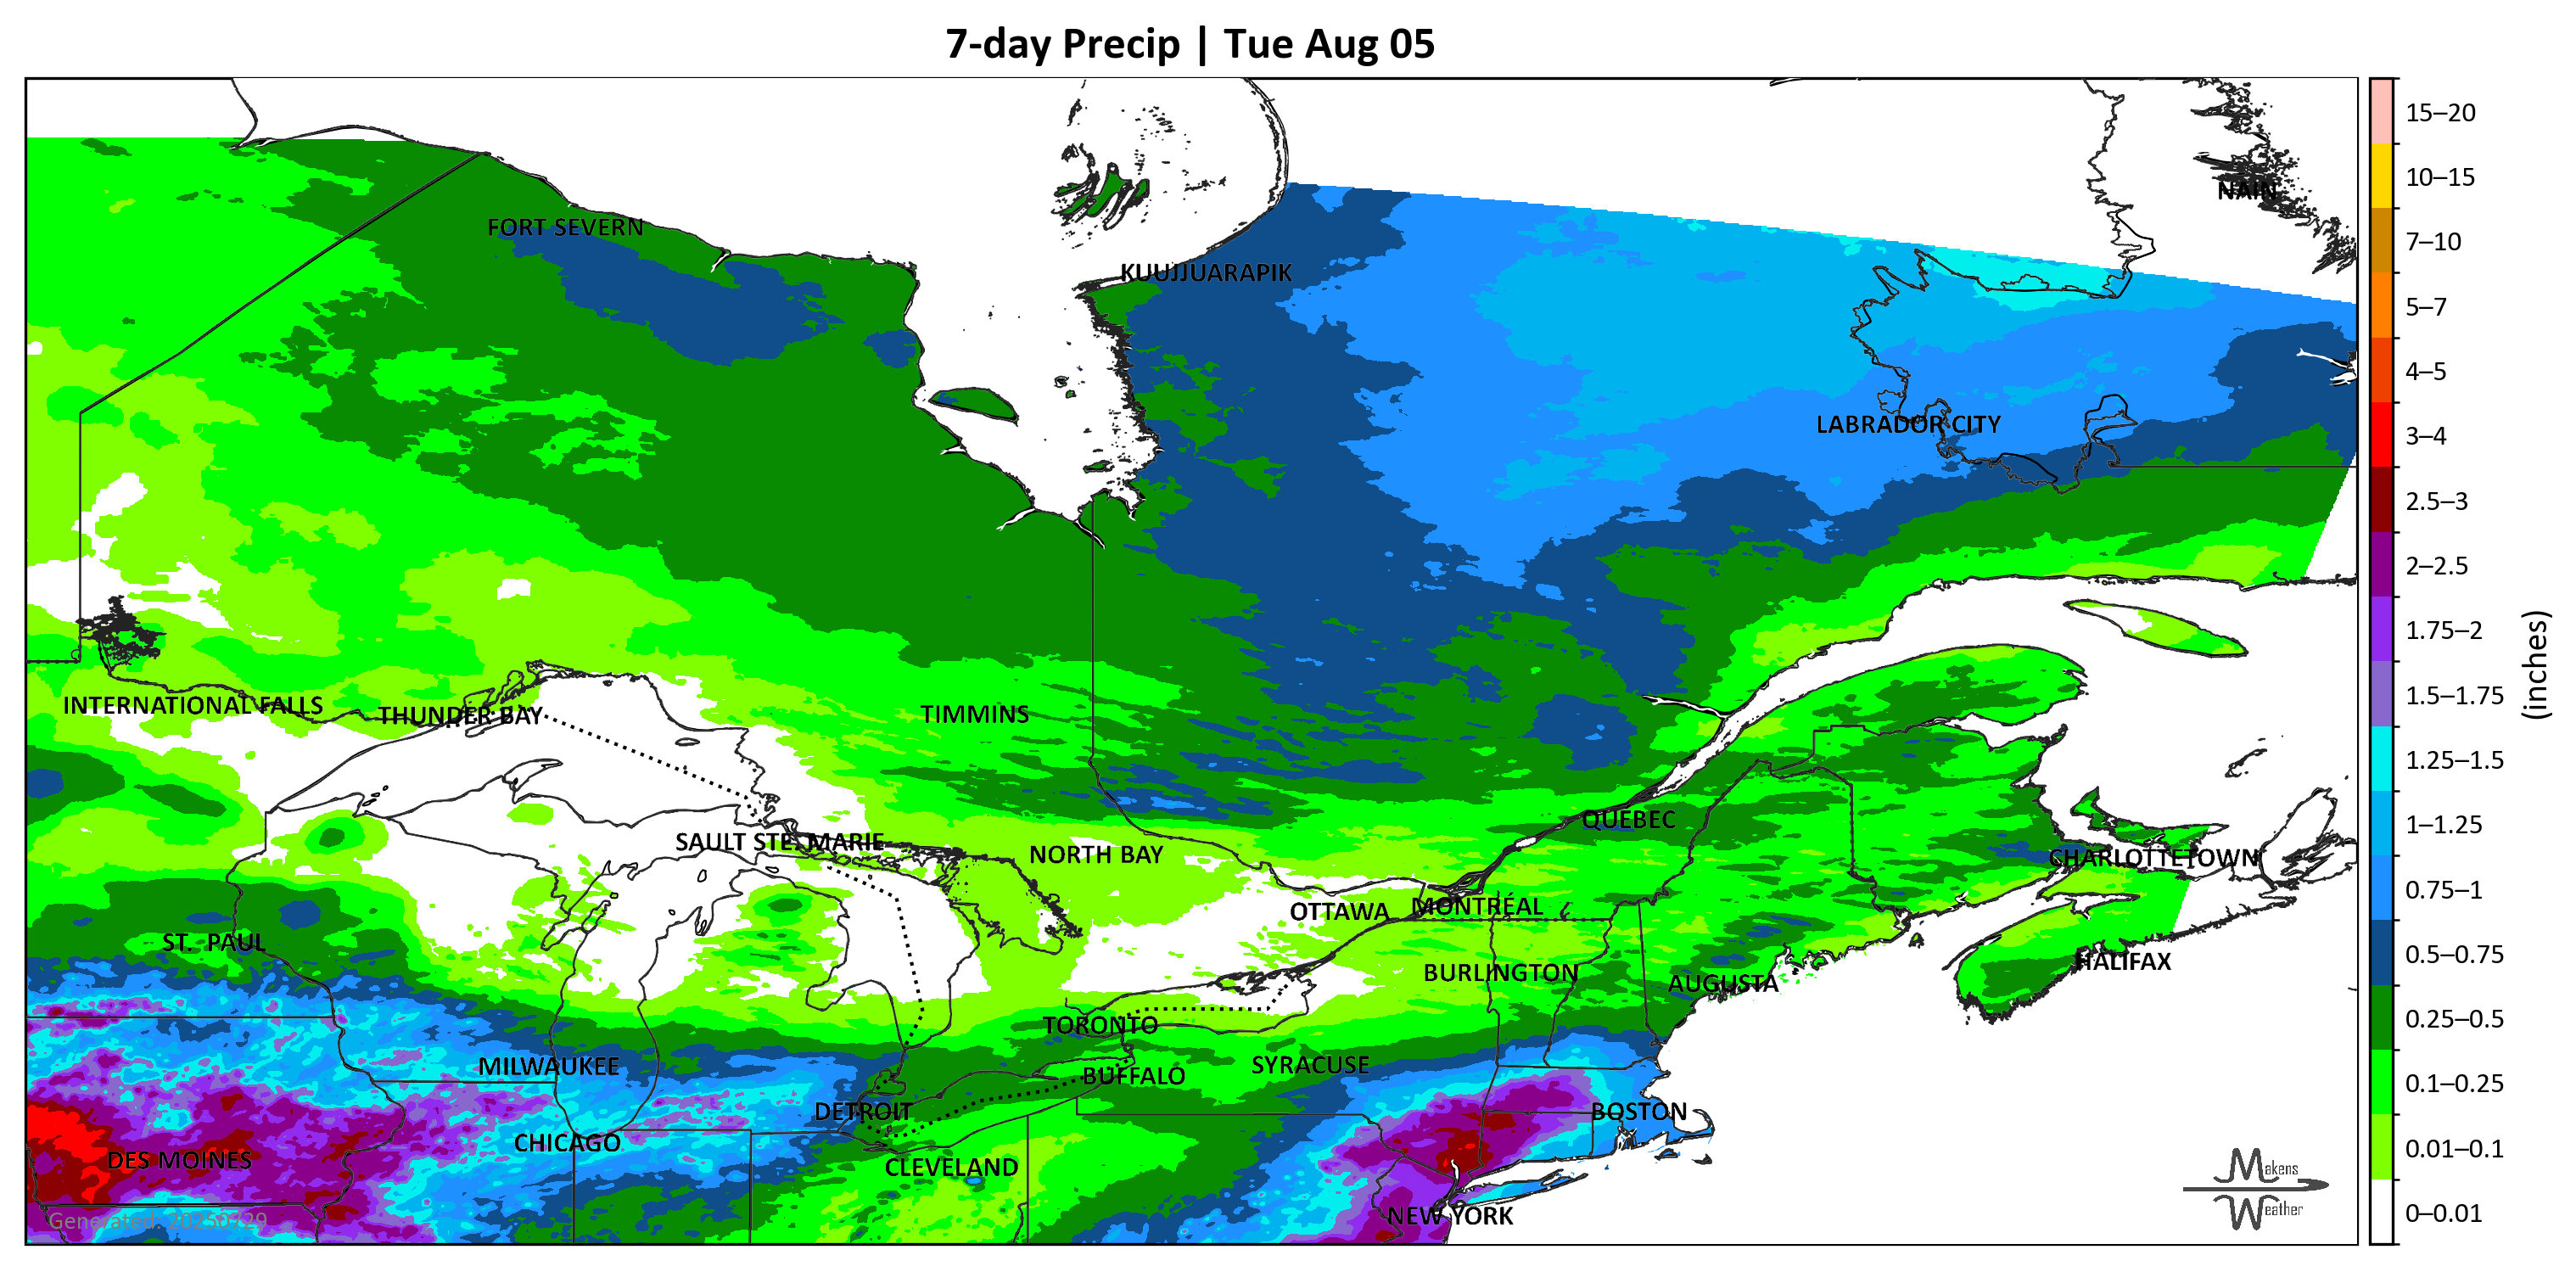 7-day Precip | Tue Aug 05
NAIN
FORT SEVERN
KUUJJUARAPIK
LABRADOR CITY
INTERNATIONAL FALLS
THUNDER BAY
TIMMINS
QUEBEC
SAULT STE. MARIE
NORTH BAY
CHARLOTTETOWN
OTTAWA
MONTRÉAL
ST. PAUL
HALIFAX
BURLINGTON
AUGUSTA
TORONTO
MILWAUKEE
SYRACUSE
BUFFALO
DETROIT
BOSTON
CHICAGO
DES MOINES
CLEVELAND
NEW YORK
Generated: 20250729
Makens
Weather
15–20
10–15
7–10
5–7
4–5
3–4
2.5–3
2–2.5
1.75–2
1.5–1.75
1.25–1.5
1–1.25
0.75–1
0.5–0.75
0.25–0.5
0.1–0.25
0.01–0.1
0–0.01
(inches)